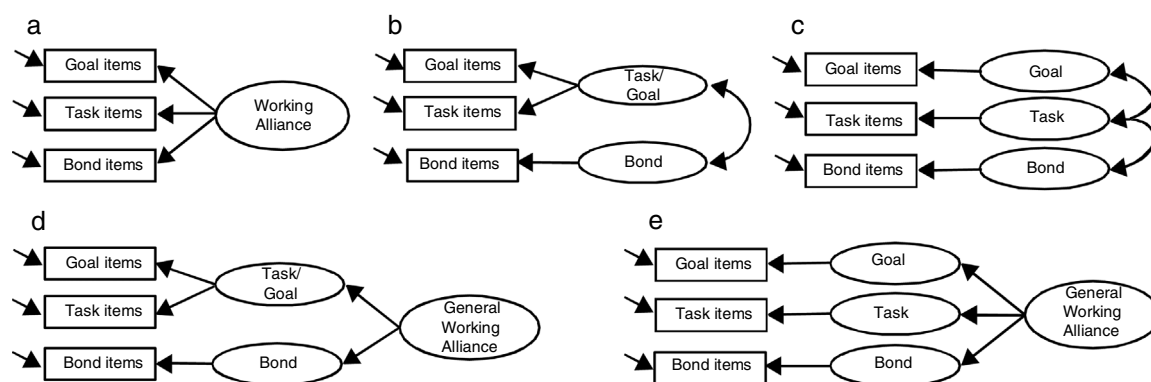 a
Goal items
Task items
Bond items
Working
Alliance
b
Goal items
Task items
Bond items
Task/
Goal
Bond
c
Goal items
Task items
Bond items
Goal
Task
Bond
d
Goal items
Task items
Bond items
Task/
Goal
Bond
General
Working
Alliance
e
Goal items
Task items
Bond items
Goal
Task
Bond
General
Working
Alliance